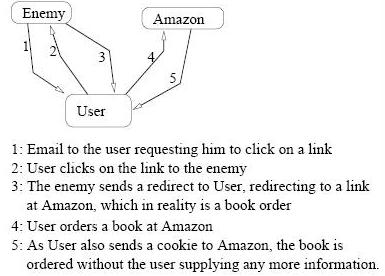 Enemy
Amazon
1
2
3
4
5
User
1: Email to the user requesting him to click on a link
2: User clicks on the link to the enemy
3: The enemy sends a redirect to User, redirecting to a link
at Amazon, which in reality is a book order
4: User orders a book at Amazon
5: As User also sends a cookie to Amazon, the book is
ordered without the user supplying any more information.